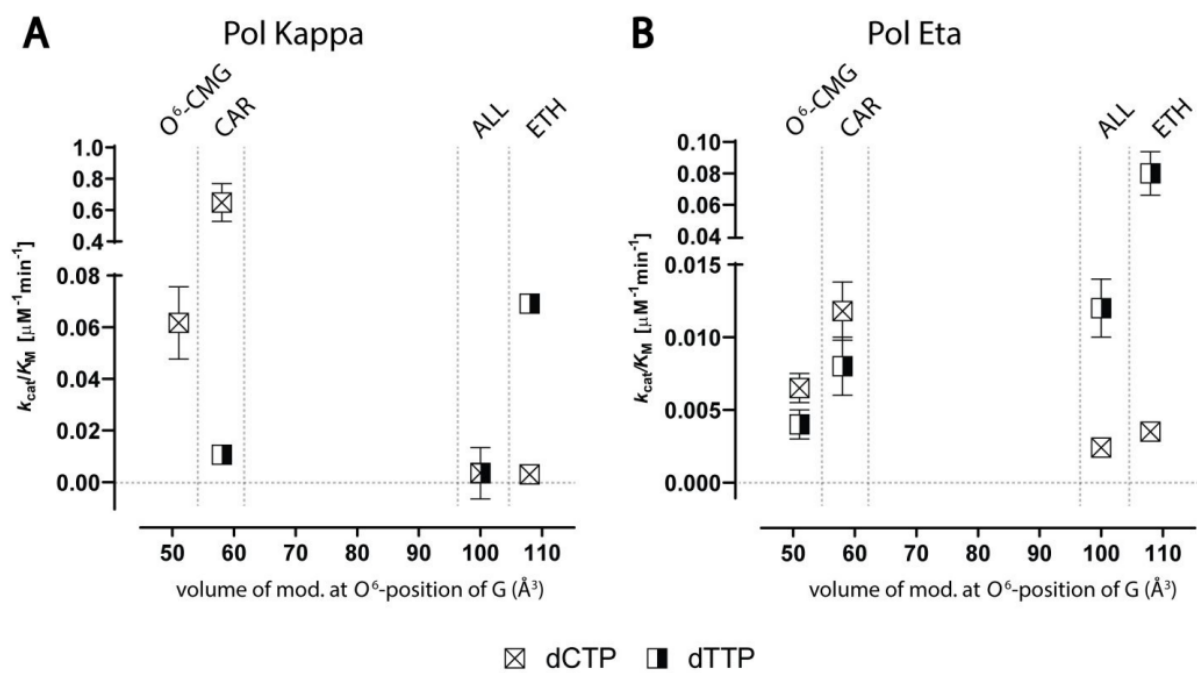 A Pol Kappa
O⁶-CMG CAR ALL ETH
1.0
0.8
0.6
0.4
0.08
0.06
0.04
0.02
0.00
kcat/KM [µM⁻¹min⁻¹]
50 60 70 80 90 100 110
volume of mod. at O⁶-position of G (Å³)
B Pol Eta
O⁶-CMG CAR ALL ETH
0.10
0.08
0.06
0.04
0.015
0.010
0.005
0.000
kcat/KM [µM⁻¹min⁻¹]
50 60 70 80 90 100 110
volume of mod. at O⁶-position of G (Å³)
dCTP dTTP